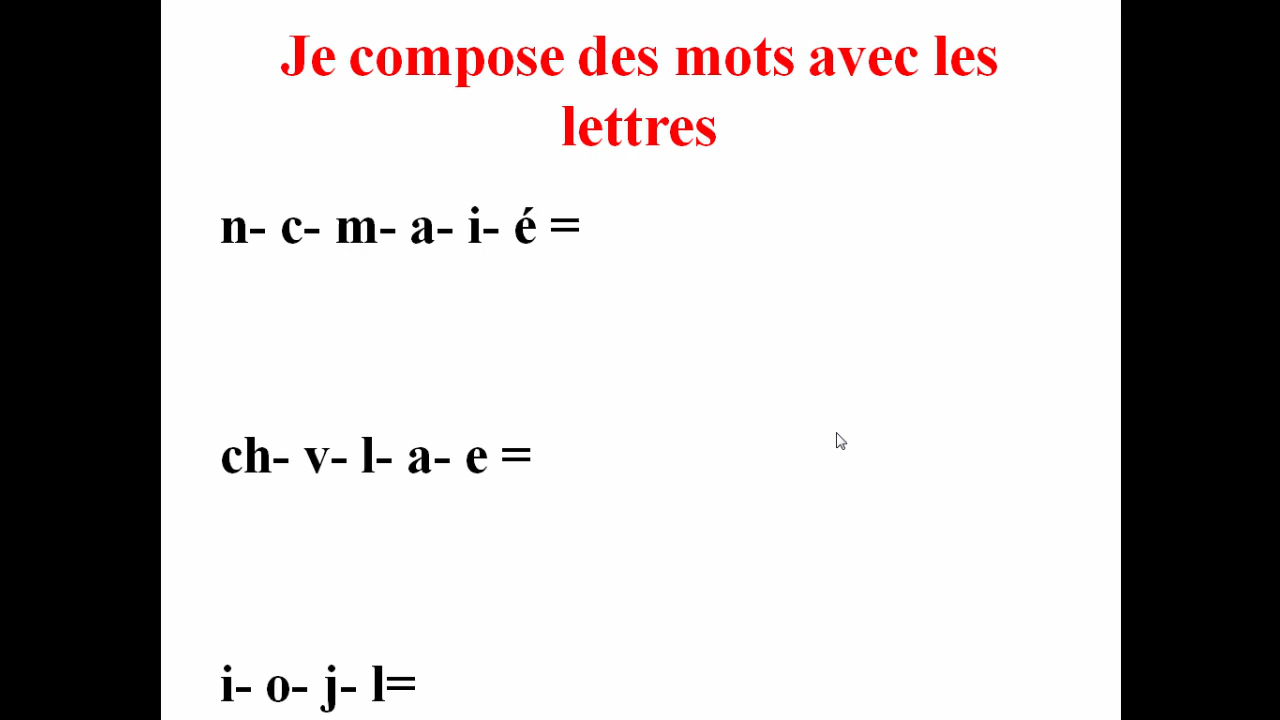 Je compose des mots avec les
lettres
n- c- m- a- i- é =
ch- v- l- a- e =
i- o- j- l=